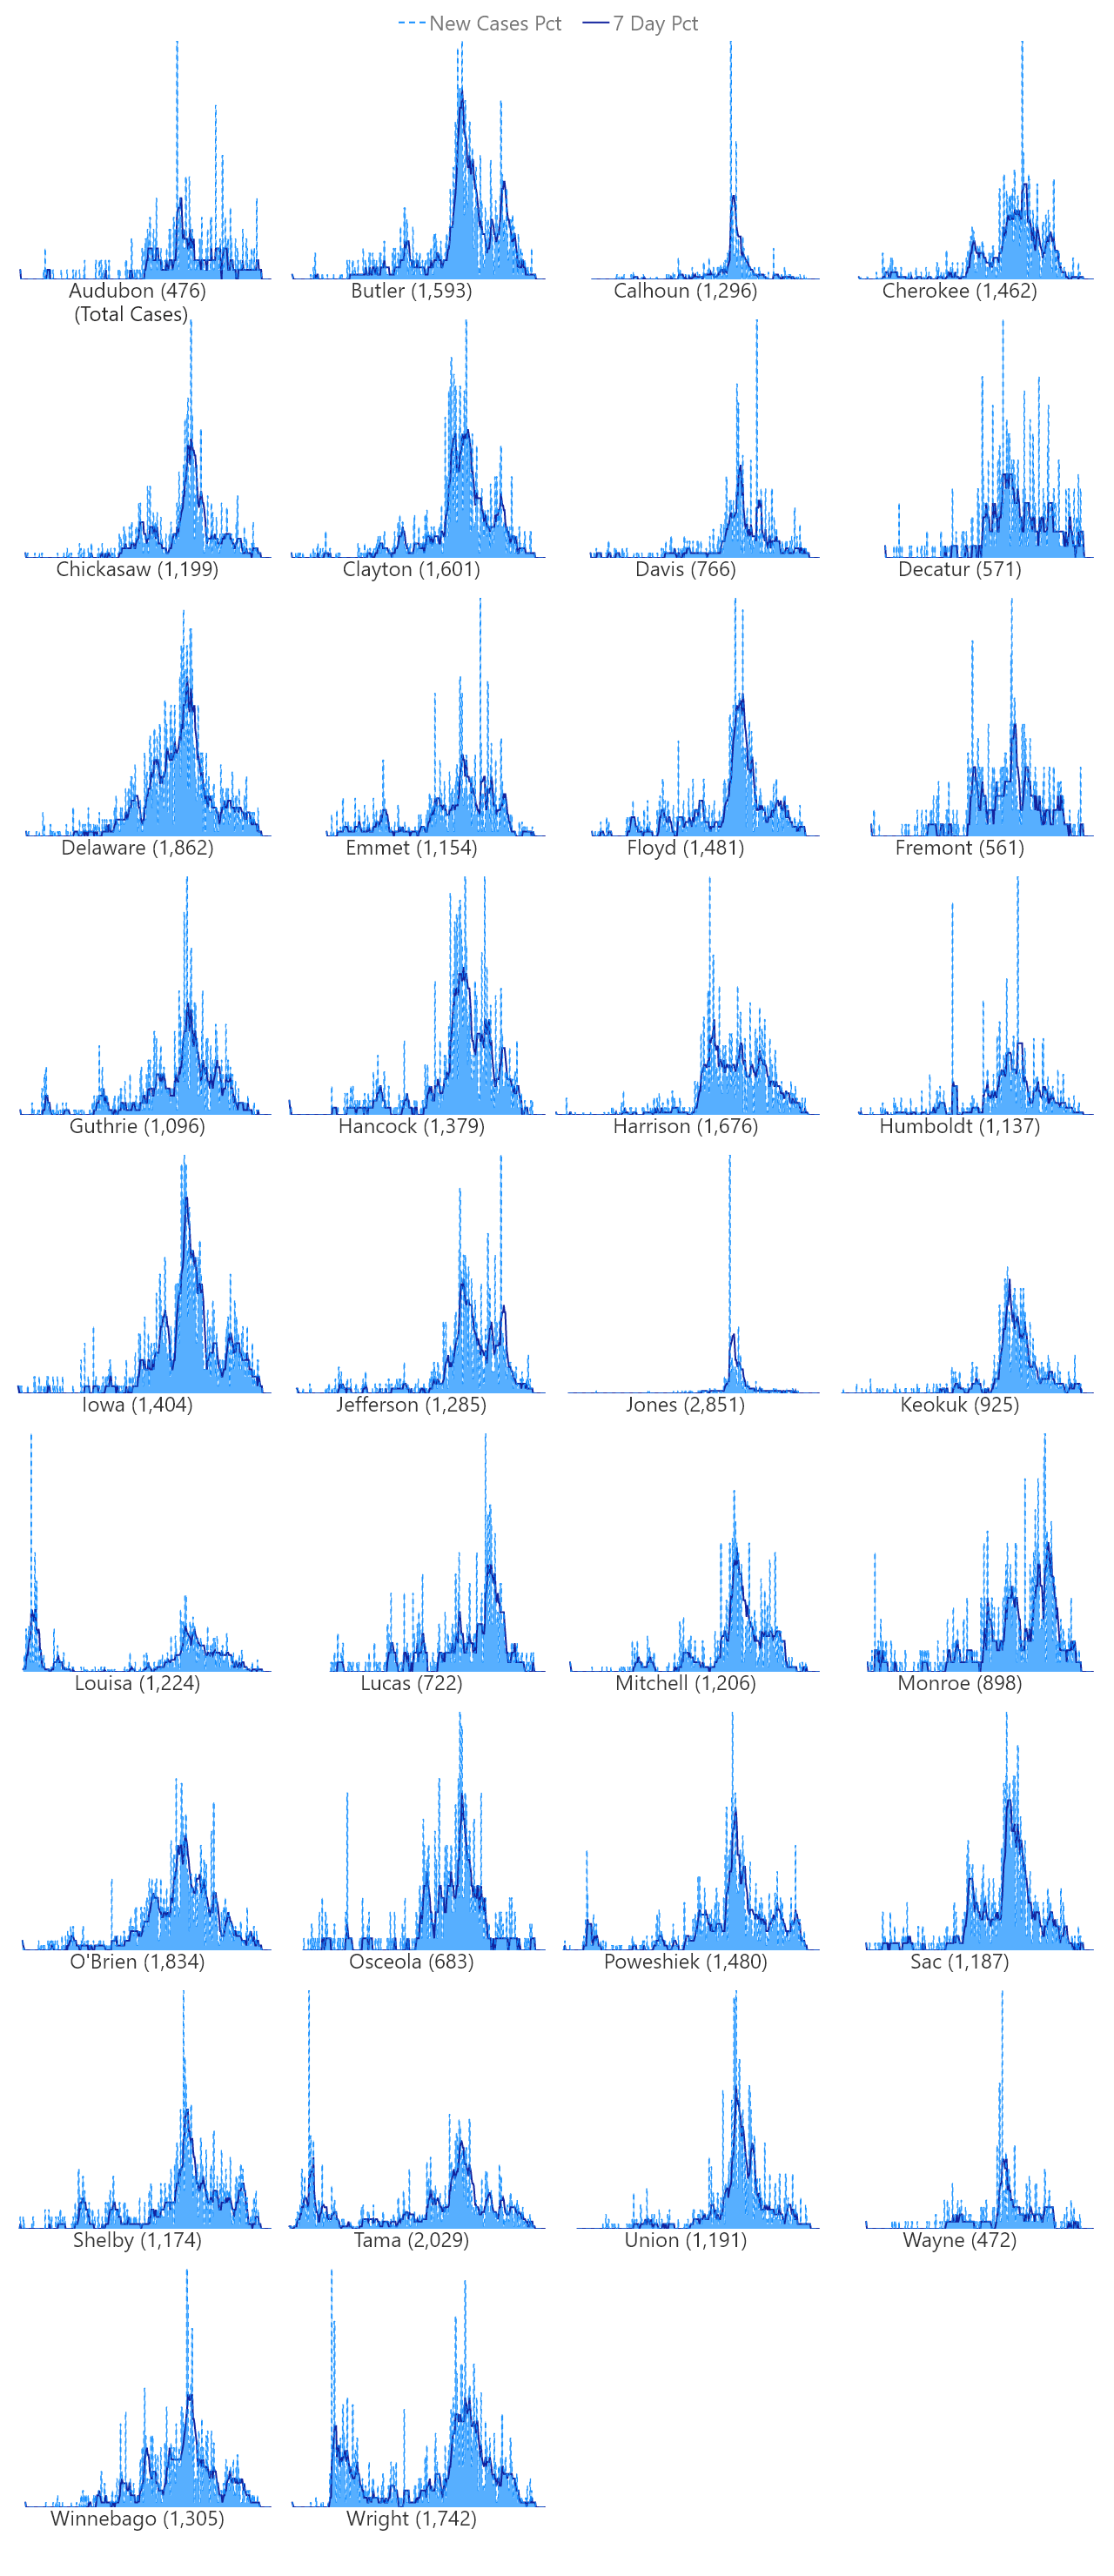 New Cases Pct 7 Day Pct
Audubon (476) Butler (1,593) Calhoun (1,296) Cherokee (1,462)
(Total Cases)
Chickasaw (1,199) Clayton (1,601) Davis (766) Decatur (571)
Delaware (1,862) Emmet (1,154) Floyd (1,481) Fremont (561)
Guthrie (1,096) Hancock (1,379) Harrison (1,676) Humboldt (1,137)
Iowa (1,404) Jefferson (1,285) Jones (2,851) Keokuk (925)
Louisa (1,224) Lucas (722) Mitchell (1,206) Monroe (898)
O'Brien (1,834) Osceola (683) Poweshiek (1,480) Sac (1,187)
Shelby (1,174) Tama (2,029) Union (1,191) Wayne (472)
Winnebago (1,305) Wright (1,742)